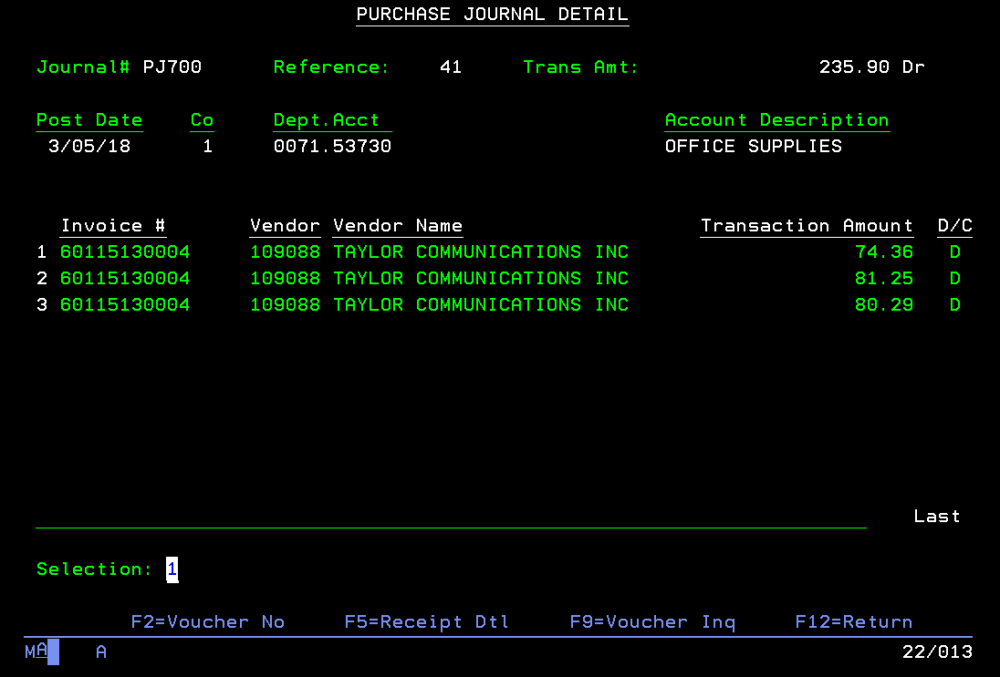 PURCHASE JOURNAL DETAIL
Journal# PJ700 Reference: 41 Trans Amt: 235.90 Dr
Post Date Co Dept.Acct Account Description
3/05/18 1 0071.53730 OFFICE SUPPLIES
Invoice # Vendor Vendor Name Transaction Amount D/C
1 60115130004 109088 TAYLOR COMMUNICATIONS INC 74.36 D
2 60115130004 109088 TAYLOR COMMUNICATIONS INC 81.25 D
3 60115130004 109088 TAYLOR COMMUNICATIONS INC 80.29 D
Last
Selection: 1
F2=Voucher No F5=Receipt Dtl F9=Voucher Inq F12=Return
MA A 22/013